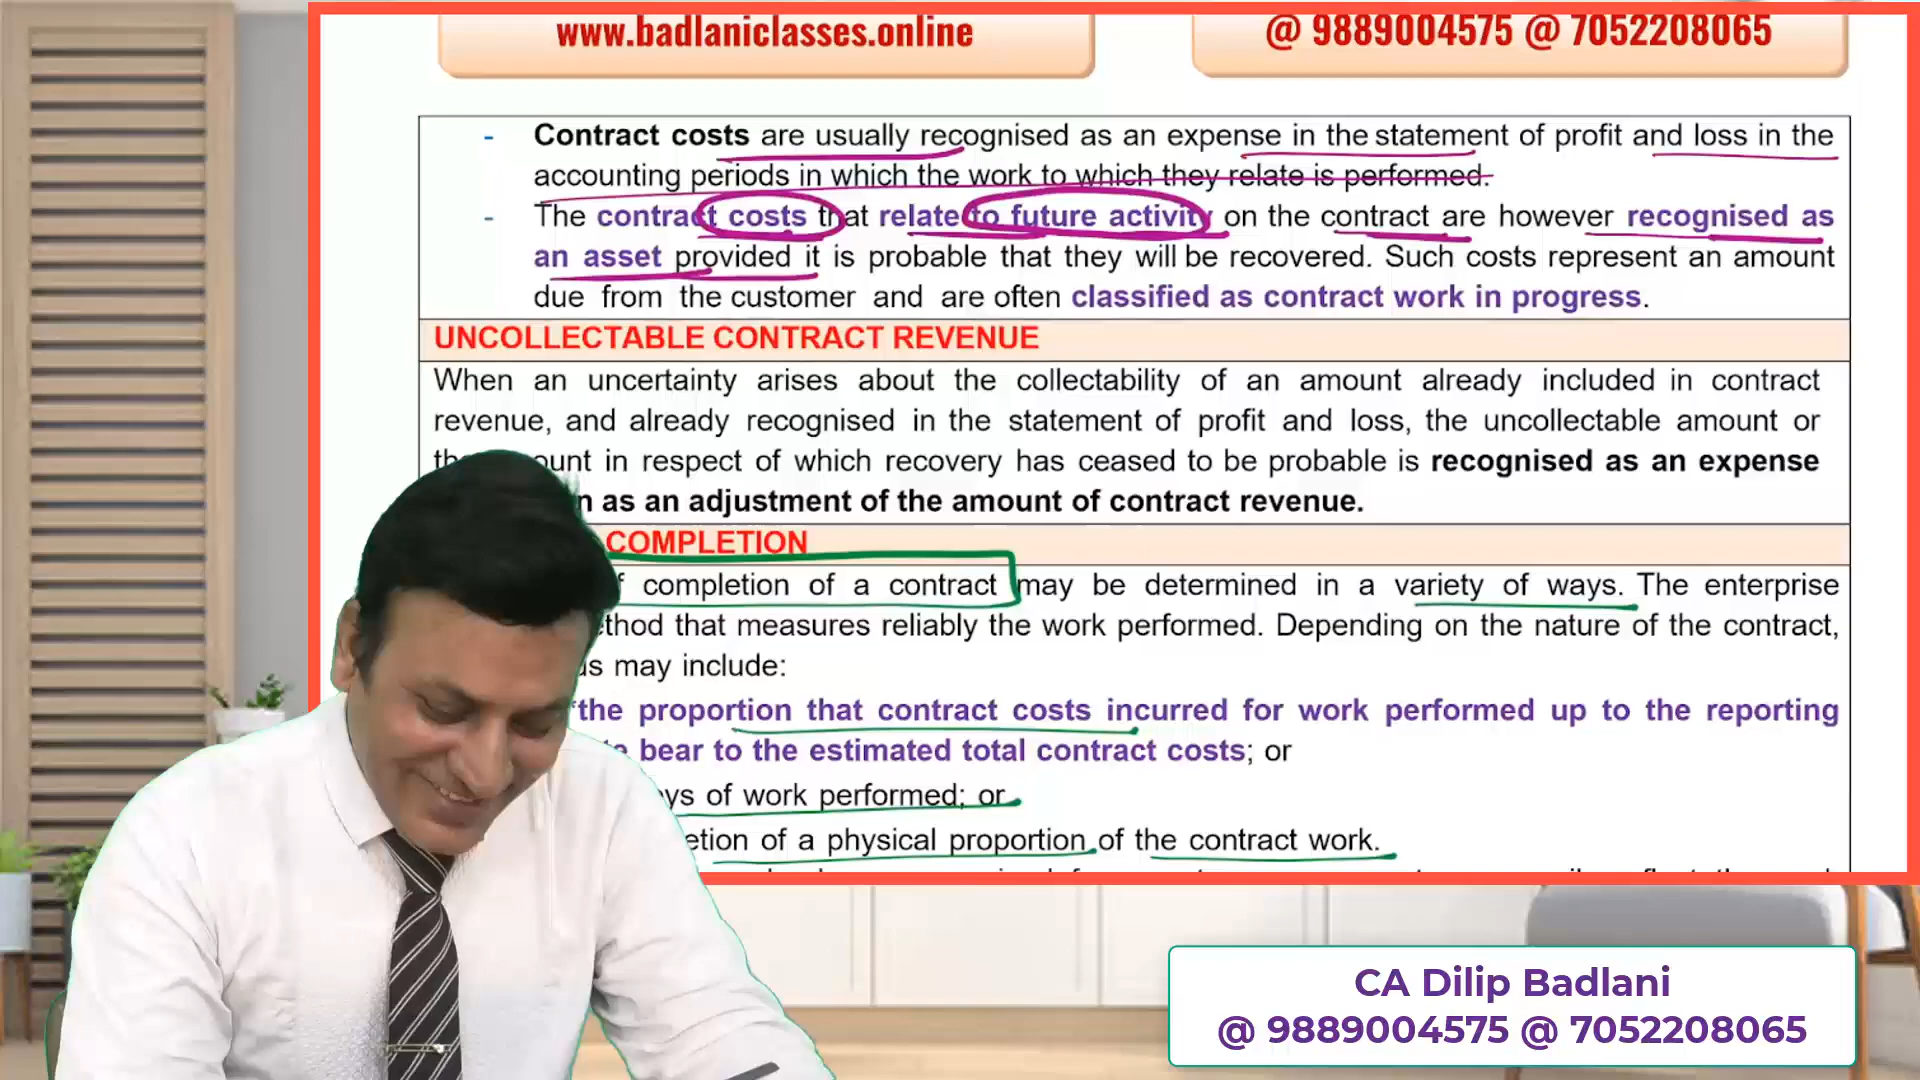 www.badlaniclasses.online
@ 9889004575 @ 7052208065
- Contract costs are usually recognised as an expense in the statement of profit and loss in the
accounting periods in which the work to which they relate is performed.
- The contract costs that relate to future activity on the contract are however recognised as
an asset provided it is probable that they will be recovered. Such costs represent an amount
due from the customer and are often classified as contract work in progress.
UNCOLLECTABLE CONTRACT REVENUE
When an uncertainty arises about the collectability of an amount already included in contract
revenue, and already recognised in the statement of profit and loss, the uncollectable amount or
in respect of which recovery has ceased to be probable is recognised as an expense
as an adjustment of the amount of contract revenue.
COMPLETION
completion of a contract may be determined in a variety of ways. The enterprise
that measures reliably the work performed. Depending on the nature of the contract,
may include:
the proportion that contract costs incurred for work performed up to the reporting
bear to the estimated total contract costs; or
of work performed; or
of a physical proportion of the contract work.
CA Dilip Badlani
@ 9889004575 @ 7052208065